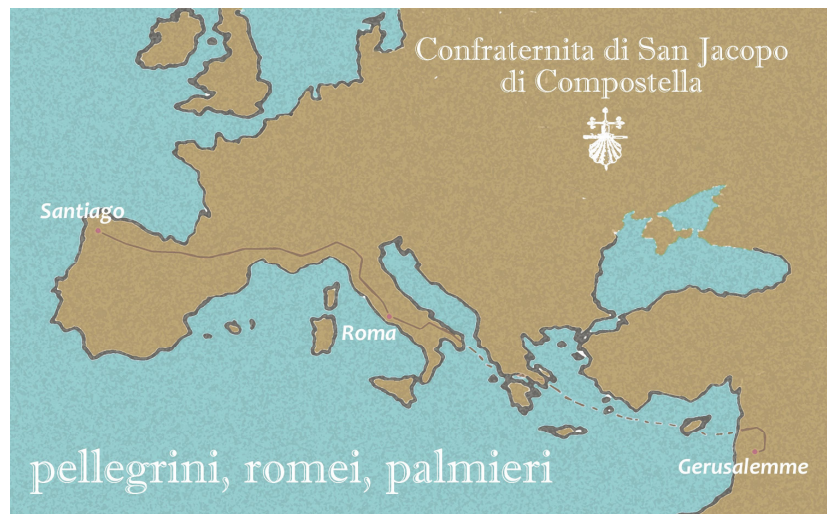 Confraternita di San Jacopo
di Compostella
Santiago
Roma
Gerusalemme
pellegrini, romei, palmieri